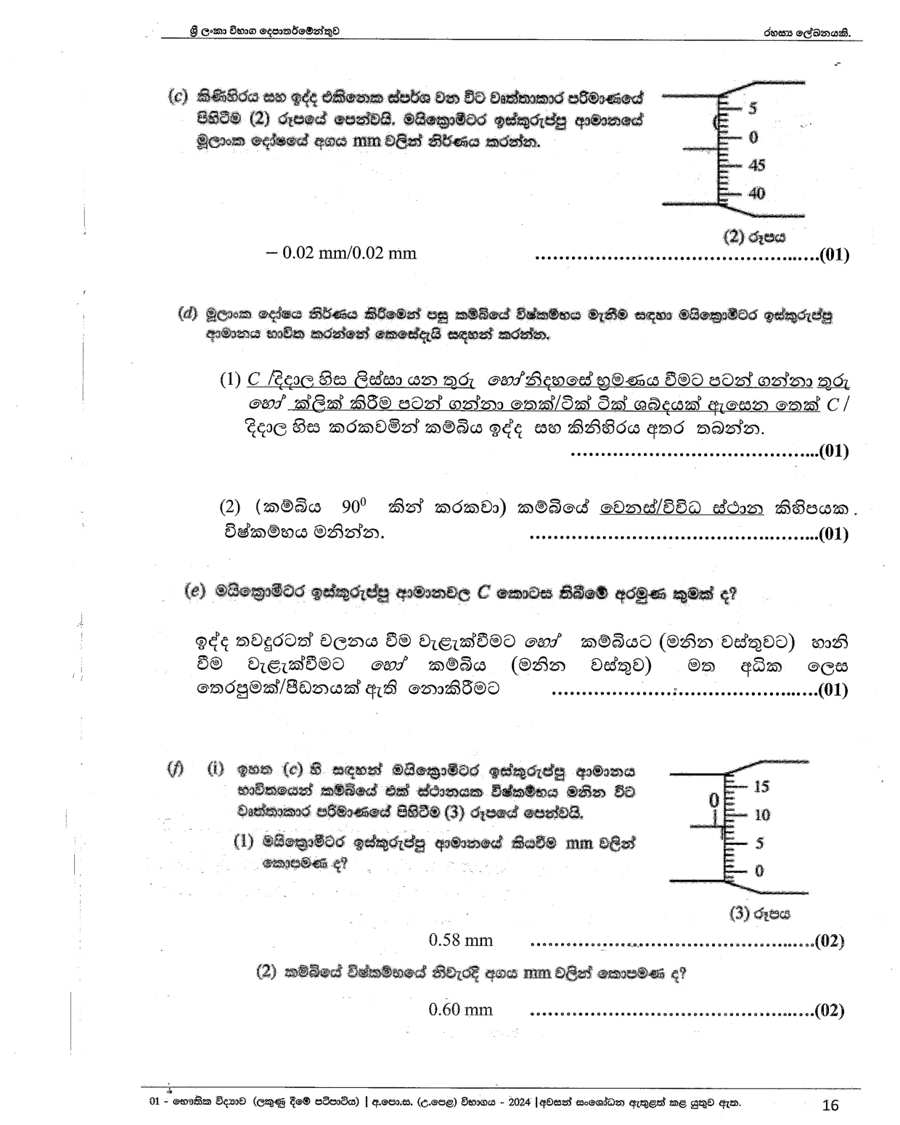 ශ්‍රී ලංකා විභාග දෙපාර්තමේන්තුව
රහස්‍ය ලේඛනයකි.
(c) කිණිහිරය සහ ඉද්ද එකිනෙක ස්පර්ශ වන විට වෘත්තාකාර පරිමාණයේ
පිහිටීම (2) රූපයේ පෙන්වයි. මයික්‍රොමීටර ඉස්කුරුප්පු ආමානයේ
මූලාංක දෝෂයේ අගය mm වලින් නිර්ණය කරන්න.
5
0
0
45
40
(2) රූපය
– 0.02 mm/0.02 mm ................................................(01)
(d) මූලාංක දෝෂය නිර්ණය කිරීමෙන් පසු කම්බියේ විෂ්කම්භය මැනීම සඳහා මයික්‍රොමීටර ඉස්කුරුප්පු
ආමානය භාවිත කරන්නේ කෙසේදැයි සඳහන් කරන්න.
(1) C /දිදාල හිස ලිස්සා යන තුරු හෝ නිදහසේ භ්‍රමණය වීමට පටන් ගන්නා තුරු
හෝ ක්ලික් කිරීම පටන් ගන්නා තෙක්/ටික් ටික් ශබ්දයක් ඇසෙන තෙක් C /
දිදාල හිස කරකවමින් කම්බිය ඉද්ද සහ කිනිහිරය අතර තබන්න.
..........................................(01)
(2) (කම්බිය 90⁰ කින් කරකවා) කම්බියේ වෙනස්/විවිධ ස්ථාන කිහිපයක
විෂ්කම්භය මනින්න. ................................................(01)
(e) මයික්‍රොමීටර ඉස්කුරුප්පු ආමානවල C කොටස තිබීමේ අරමුණ කුමක් ද?
ඉද්ද තවදුරටත් චලනය වීම වැළැක්වීමට හෝ කම්බියට (මනින වස්තුවට) හානි
වීම වැළැක්වීමට හෝ කම්බිය (මනින වස්තුව) මත අධික ලෙස
තෙරපුමක්/පීඩනයක් ඇති නොකිරීමට ............................................(01)
(f) (i) ඉහත (c) හි සඳහන් මයික්‍රොමීටර ඉස්කුරුප්පු ආමානය
භාවිතයෙන් කම්බියේ එක් ස්ථානයක විෂ්කම්භය මනින විට
වෘත්තාකාර පරිමාණයේ පිහිටීම (3) රූපයේ පෙන්වයි.
(1) මයික්‍රොමීටර ඉස්කුරුප්පු ආමානයේ කියවීම mm වලින්
කොපමණ ද?
15
0
10
5
0
(3) රූපය
0.58 mm ................................................(02)
(2) කම්බියේ විෂ්කම්භයේ නිවැරදි අගය mm වලින් කොපමණ ද?
0.60 mm ................................................(02)
01 - භෞතික විද්‍යාව (ලකුණු දීමේ පටිපාටිය) | අ.පො.ස. (උ.පෙළ) විභාගය - 2024 | අවසන් සංශෝධන ඇතුළත් කළ යුතුව ඇත.
16